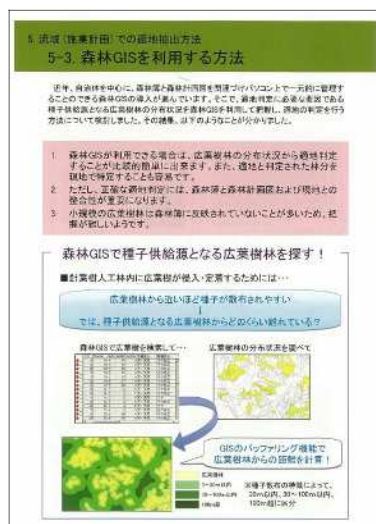 5. 流域(施業計画)での適地抽出方法
5-3. 森林GISを利用する方法
近年、自治体を中心に、森林簿と森林計画図を関連づけパソコン上で一元的に管理す
ることのできる森林GISの導入が進んでいます。そこで、適地判定に必要な要因である
種子供給源となる広葉樹林の分布状況を森林GISを利用して把握し、適地の判定を行う
方法について検討しました。その結果、以下のようなことが分かりました。
1. 森林GISが利用できる場合は、広葉樹林の分布状況から適地判定
することが比較的簡単に出来ます。また、適地と判定された林分を
現地で特定することも容易です。
2. ただし、正確な適地判定には、森林簿と森林計画図および現地との
整合性が重要になります。
3. 小規模の広葉樹林は森林簿に反映されていないことが多いため、把
握が難しいようです。
森林GISで種子供給源となる広葉樹林を探す!
■針葉樹人工林内に広葉樹が侵入・定着するためには…
広葉樹林から近いほど種子が散布されやすい
では、種子供給源となる広葉樹林からどのくらい離れている?
森林GISで広葉樹を検索して…
広葉樹林の分布状況を調べて
GISのバッファリング機能で
広葉樹林からの距離を計算!
広葉樹林
30~100m以内
100m超
※種子散布の特徴によって、
30m以内、30~100m以内、
100m超に区分